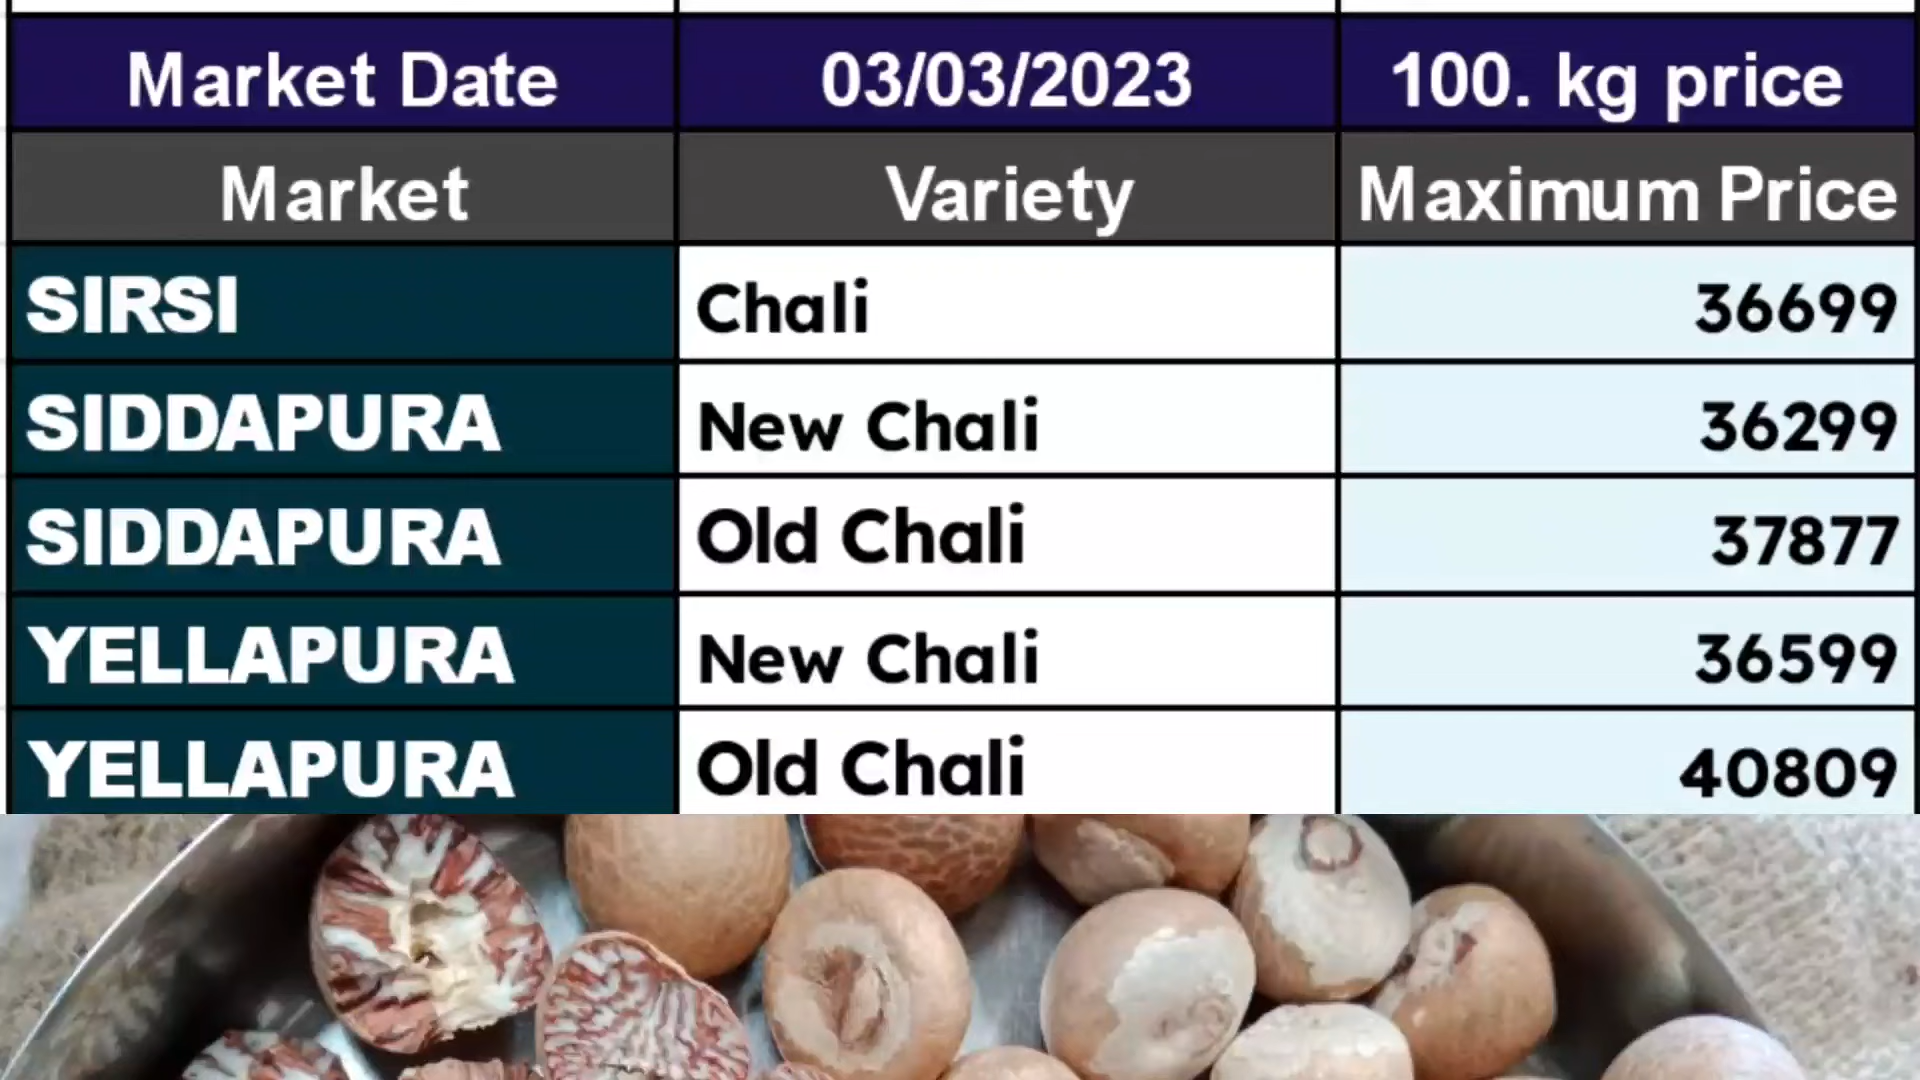 Market Date 03/03/2023 100. kg price
Market Variety Maximum Price
SIRSI Chali 36699
SIDDAPURA New Chali 36299
SIDDAPURA Old Chali 37877
YELLAPURA New Chali 36599
YELLAPURA Old Chali 40809